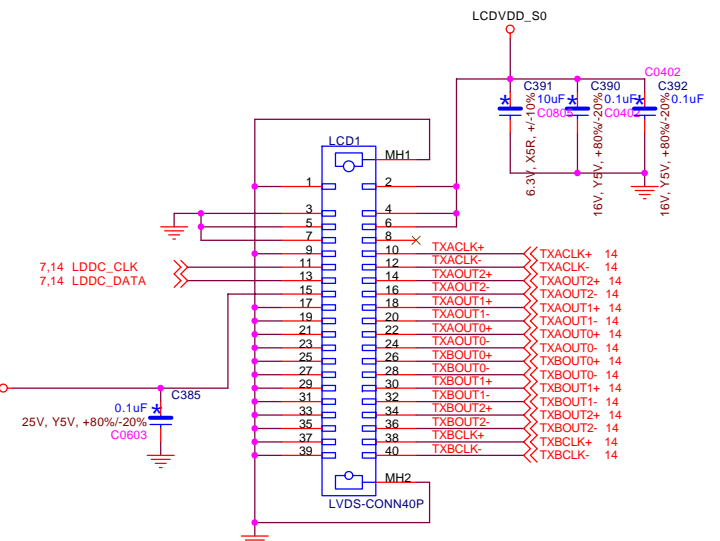 LCDVDD_S0
C0402
C391 C390 C392
10uF 0.1uF 0.1uF
C0805 C0402
6.3V, X5R, +/-10%
16V, Y5V, +80%/-20%
16V, Y5V, +80%/-20%
LCD1
MH1
1 2
3 4
5 6
7 8
9 10 TXACLK+ TXACLK+ 14
7,14 LDDC_CLK 11 12 TXACLK- TXACLK- 14
7,14 LDDC_DATA 13 14 TXAOUT2+ TXAOUT2+ 14
15 16 TXAOUT2- TXAOUT2- 14
17 18 TXAOUT1+ TXAOUT1+ 14
19 20 TXAOUT1- TXAOUT1- 14
21 22 TXAOUT0+ TXAOUT0+ 14
23 24 TXAOUT0- TXAOUT0- 14
25 26 TXBOUT0+ TXBOUT0+ 14
27 28 TXBOUT0- TXBOUT0- 14
29 30 TXBOUT1+ TXBOUT1+ 14
31 32 TXBOUT1- TXBOUT1- 14
33 34 TXBOUT2+ TXBOUT2+ 14
35 36 TXBOUT2- TXBOUT2- 14
37 38 TXBCLK+ TXBCLK+ 14
39 40 TXBCLK- TXBCLK- 14
C385
0.1uF
25V, Y5V, +80%/-20%
C0603
MH2
LVDS-CONN40P